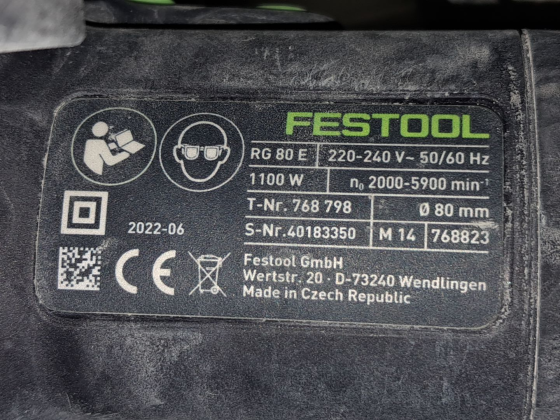 FESTOOL
RG 80 E 220-240 V~ 50/60 Hz
1100 W n₀ 2000-5900 min⁻¹
T-Nr. 768 798 Ø 80 mm
2022-06 S-Nr.40183350 M 14 768823
CE
Festool GmbH
Wertstr. 20 · D-73240 Wendlingen
Made in Czech Republic